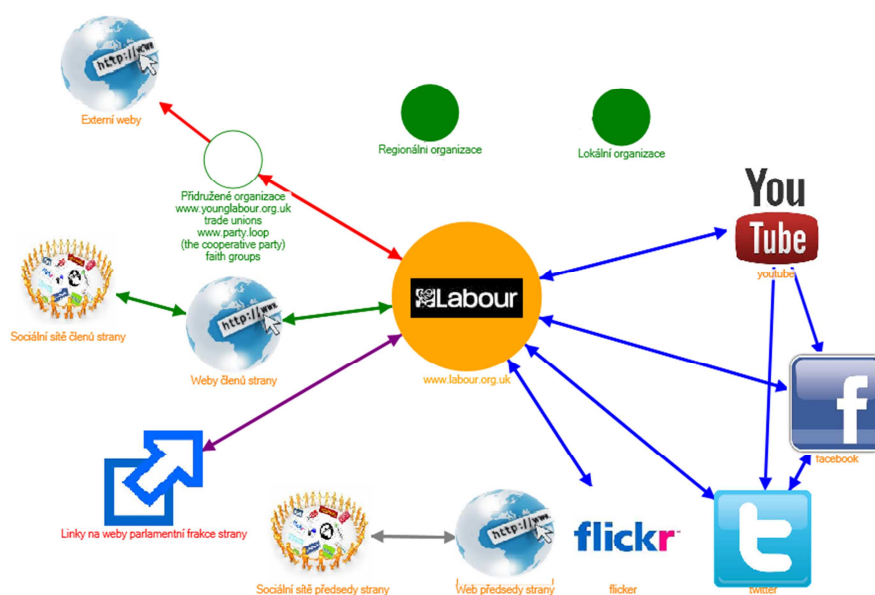 http://www.
Externí weby
Regionálni organizace
Lokální organizace
Přidružené organizace
www.younglabour.org.uk
trade unions
www.party.loop
(the cooperative party)
faith groups
You
Tube
youtube
Sociální sítě členů strany
http://www.
Weby členů strany
Labour
www.labour.org.uk
f
facebook
Linky na weby parlamentní frakce strany
Sociální sítě předsedy strany
http://www.
Web předsedy strany
flickr
flicker
t
twitter